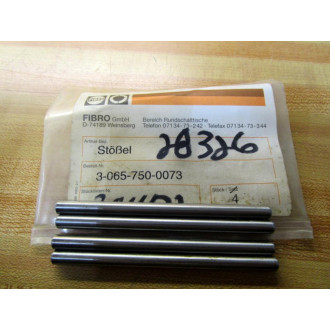 FIBRO GmbH
D-74189 Weinsberg
Bereich Rundschalttische
Telefon 07134-73-242 · Telefax 07134-73-344
Stößel
28326
3-065-750-0073
4